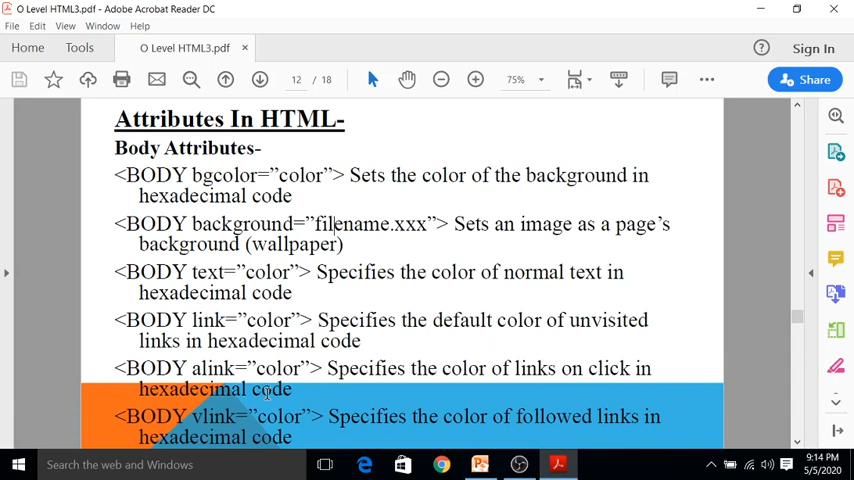 O Level HTML3.pdf - Adobe Acrobat Reader DC
File Edit View Window Help
Home Tools O Level HTML3.pdf × Sign In
12 / 18 75% Share
Attributes In HTML-
Body Attributes-
<BODY bgcolor=”color”> Sets the color of the background in
hexadecimal code
<BODY background=”filename.xxx”> Sets an image as a page’s
background (wallpaper)
<BODY text=”color”> Specifies the color of normal text in
hexadecimal code
<BODY link=”color”> Specifies the default color of unvisited
links in hexadecimal code
<BODY alink=”color”> Specifies the color of links on click in
hexadecimal code
<BODY vlink=”color”> Specifies the color of followed links in
hexadecimal code
Search the web and Windows
9:14 PM
5/5/2020